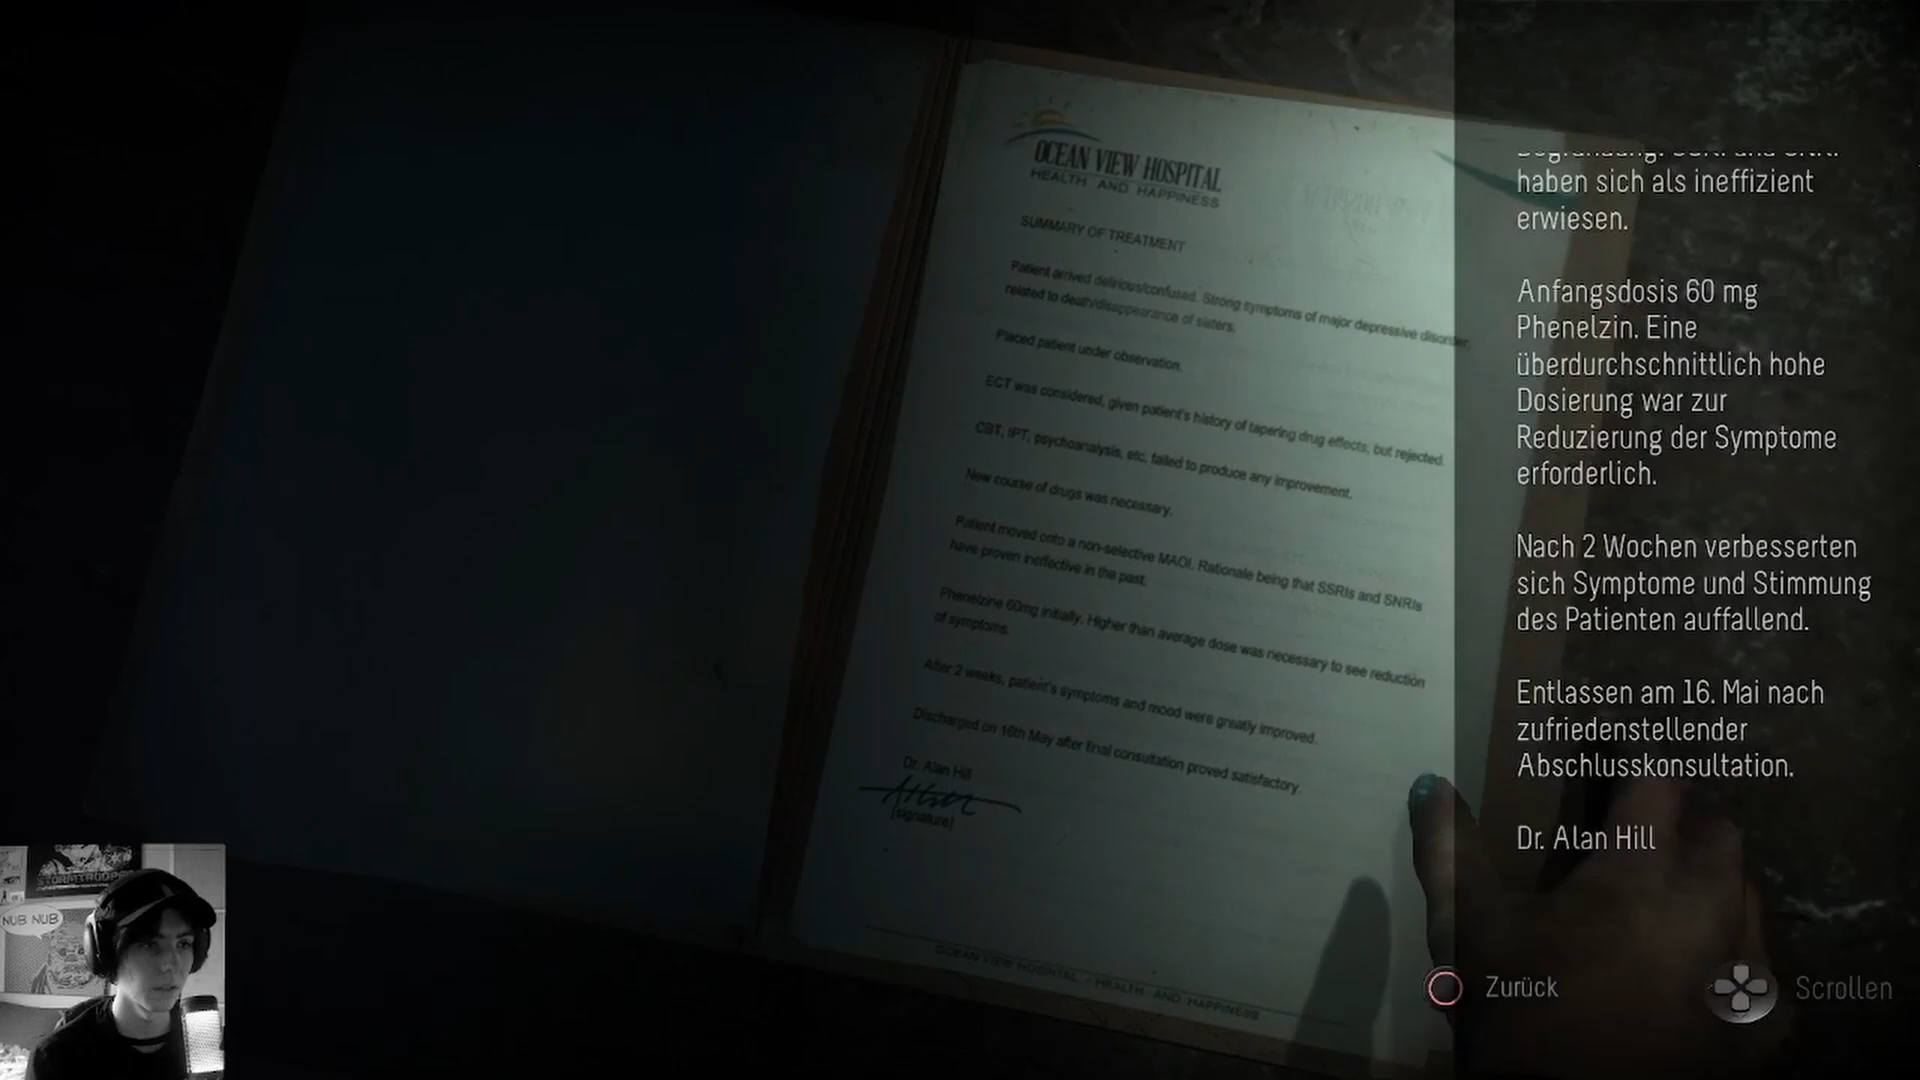 OCEAN VIEW HOSPITAL
HEALTH AND HAPPINESS
SUMMARY OF TREATMENT
Patient arrived delirious/confused. Strong symptoms of major depressive disorder,
related to death/disappearance of sisters.
Placed patient under observation.
ECT was considered, given patient's history of tapering drug effects, but rejected.
CBT, IPT, psychoanalysis, etc, failed to produce any improvement.
New course of drugs was necessary.
Patient moved onto a non-selective MAOI. Rationale being that SSRIs and SNRIs
have proven ineffective in the past.
Phenelzine 60mg initially. Higher than average dose was necessary to see reduction
of symptoms.
After 2 weeks, patient's symptoms and mood were greatly improved.
Discharged on 16th May after final consultation proved satisfactory.
Dr. Alan Hill
(signature)
OCEAN VIEW HOSPITAL - HEALTH AND HAPPINESS
haben sich als ineffizient
erwiesen.
Anfangsdosis 60 mg
Phenelzin. Eine
überdurchschnittlich hohe
Dosierung war zur
Reduzierung der Symptome
erforderlich.
Nach 2 Wochen verbesserten
sich Symptome und Stimmung
des Patienten auffallend.
Entlassen am 16. Mai nach
zufriedenstellender
Abschlusskonsultation.
Dr. Alan Hill
Zurück
Scrollen
STORMTROOPER
NUB NUB